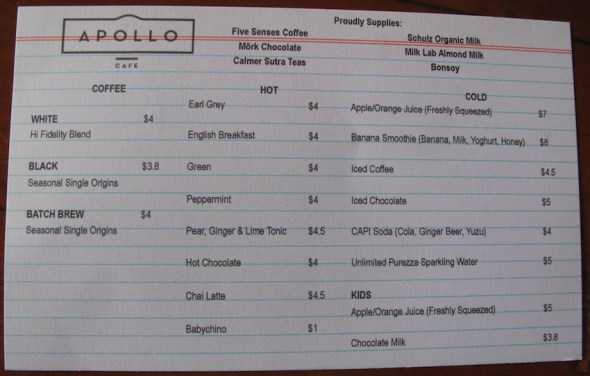 APOLLO
CAFE
Proudly Supplies:
Five Senses Coffee
Mörk Chocolate
Calmer Sutra Teas
Schulz Organic Milk
Milk Lab Almond Milk
Bonsoy
COFFEE
WHITE $4
Hi Fidelity Blend
BLACK $3.8
Seasonal Single Origins
BATCH BREW $4
Seasonal Single Origins
HOT
Earl Grey $4
English Breakfast $4
Green $4
Peppermint $4
Pear, Ginger & Lime Tonic $4.5
Hot Chocolate $4
Chai Latte $4.5
Babychino $1
COLD
Apple/Orange Juice (Freshly Squeezed) $7
Banana Smoothie (Banana, Milk, Yoghurt, Honey) $8
Iced Coffee $4.5
Iced Chocolate $5
CAPI Soda (Cola, Ginger Beer, Yuzu) $4
Unlimited Purezza Sparkling Water $5
KIDS
Apple/Orange Juice (Freshly Squeezed) $5
Chocolate Milk $3.8